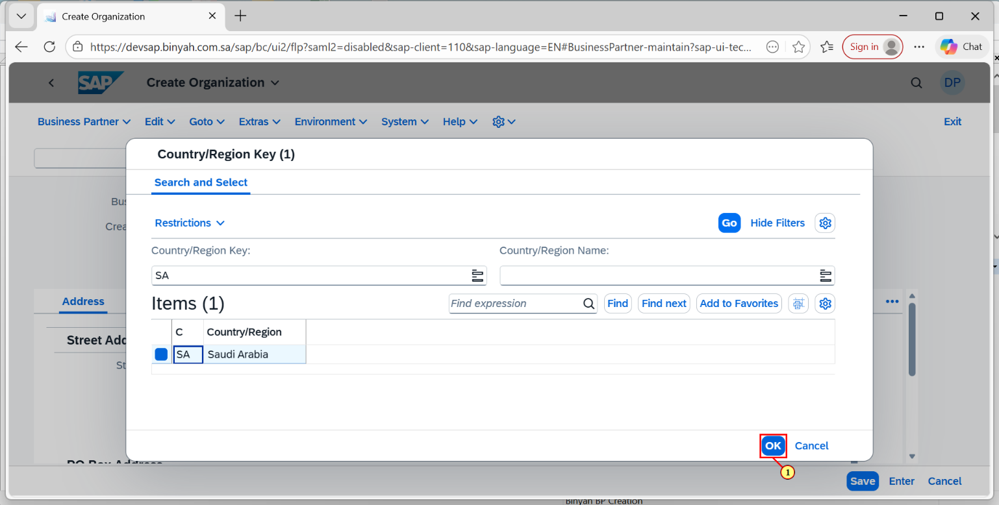 Create Organization
https://devsap.binyah.com.sa/sap/bc/ui2/flp?saml2=disabled&sap-client=110&sap-language=EN#BusinessPartner-maintain?sap-ui-tec...
Sign in
Chat
SAP
Create Organization
DP
Business Partner
Edit
Goto
Extras
Environment
System
Help
Exit
Country/Region Key (1)
Search and Select
Bus
Crea
Restrictions
Go
Hide Filters
Country/Region Key:
Country/Region Name:
SA
Address
Items (1)
Find expression
Find
Find next
Add to Favorites
C
Country/Region
Street Add
SA
Saudi Arabia
St
OK
Cancel
PO Box Address
1
Save
Enter
Cancel
Binyah BP Creation